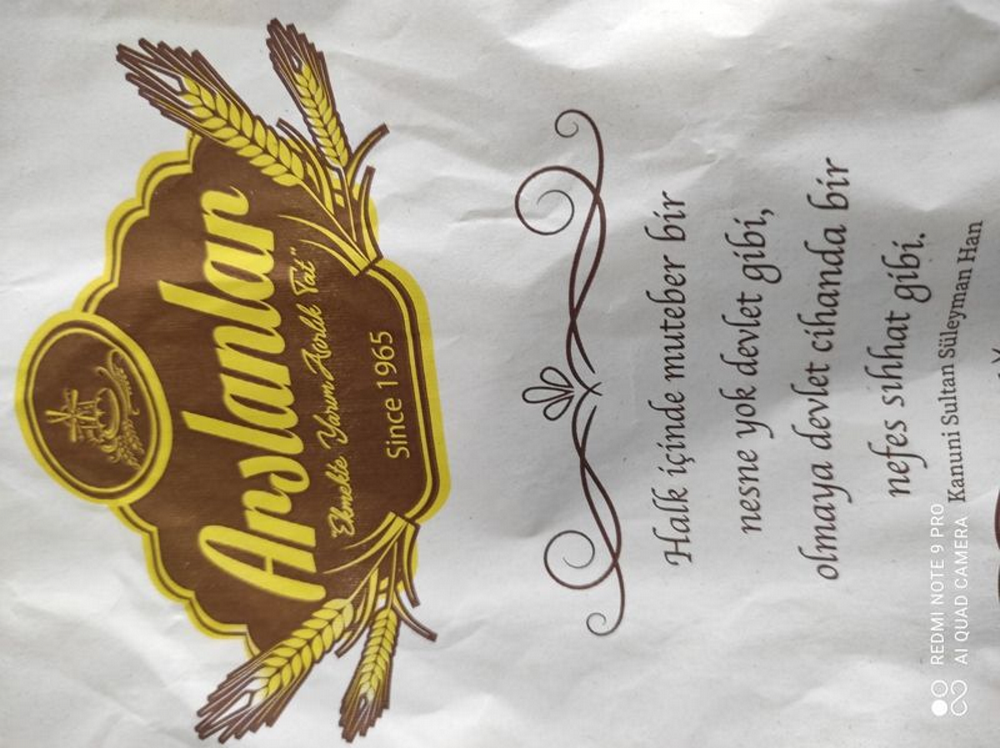 Arslanlar
"Ekmekte Yarım Asırlık Tat"
Since 1965
Halk içinde muteber bir
nesne yok devlet gibi,
olmaya devlet cihanda bir
nefes sıhhat gibi.
Kanuni Sultan Süleyman Han
REDMI NOTE 9 PRO
AI QUAD CAMERA